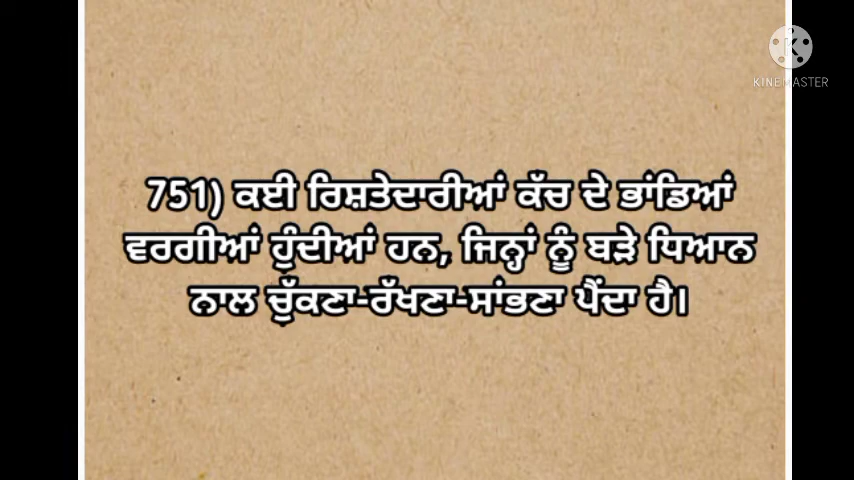 KINEMASTER
751) ਕਈ ਰਿਸ਼ਤੇਦਾਰੀਆਂ ਕੱਚ ਦੇ ਭਾਂਡਿਆਂ
ਵਰਗੀਆਂ ਹੁੰਦੀਆਂ ਹਨ, ਜਿਨ੍ਹਾਂ ਨੂੰ ਬੜੇ ਧਿਆਨ
ਨਾਲ ਚੁੱਕਣਾ-ਰੱਖਣਾ-ਸਾਂਭਣਾ ਪੈਂਦਾ ਹੈ।